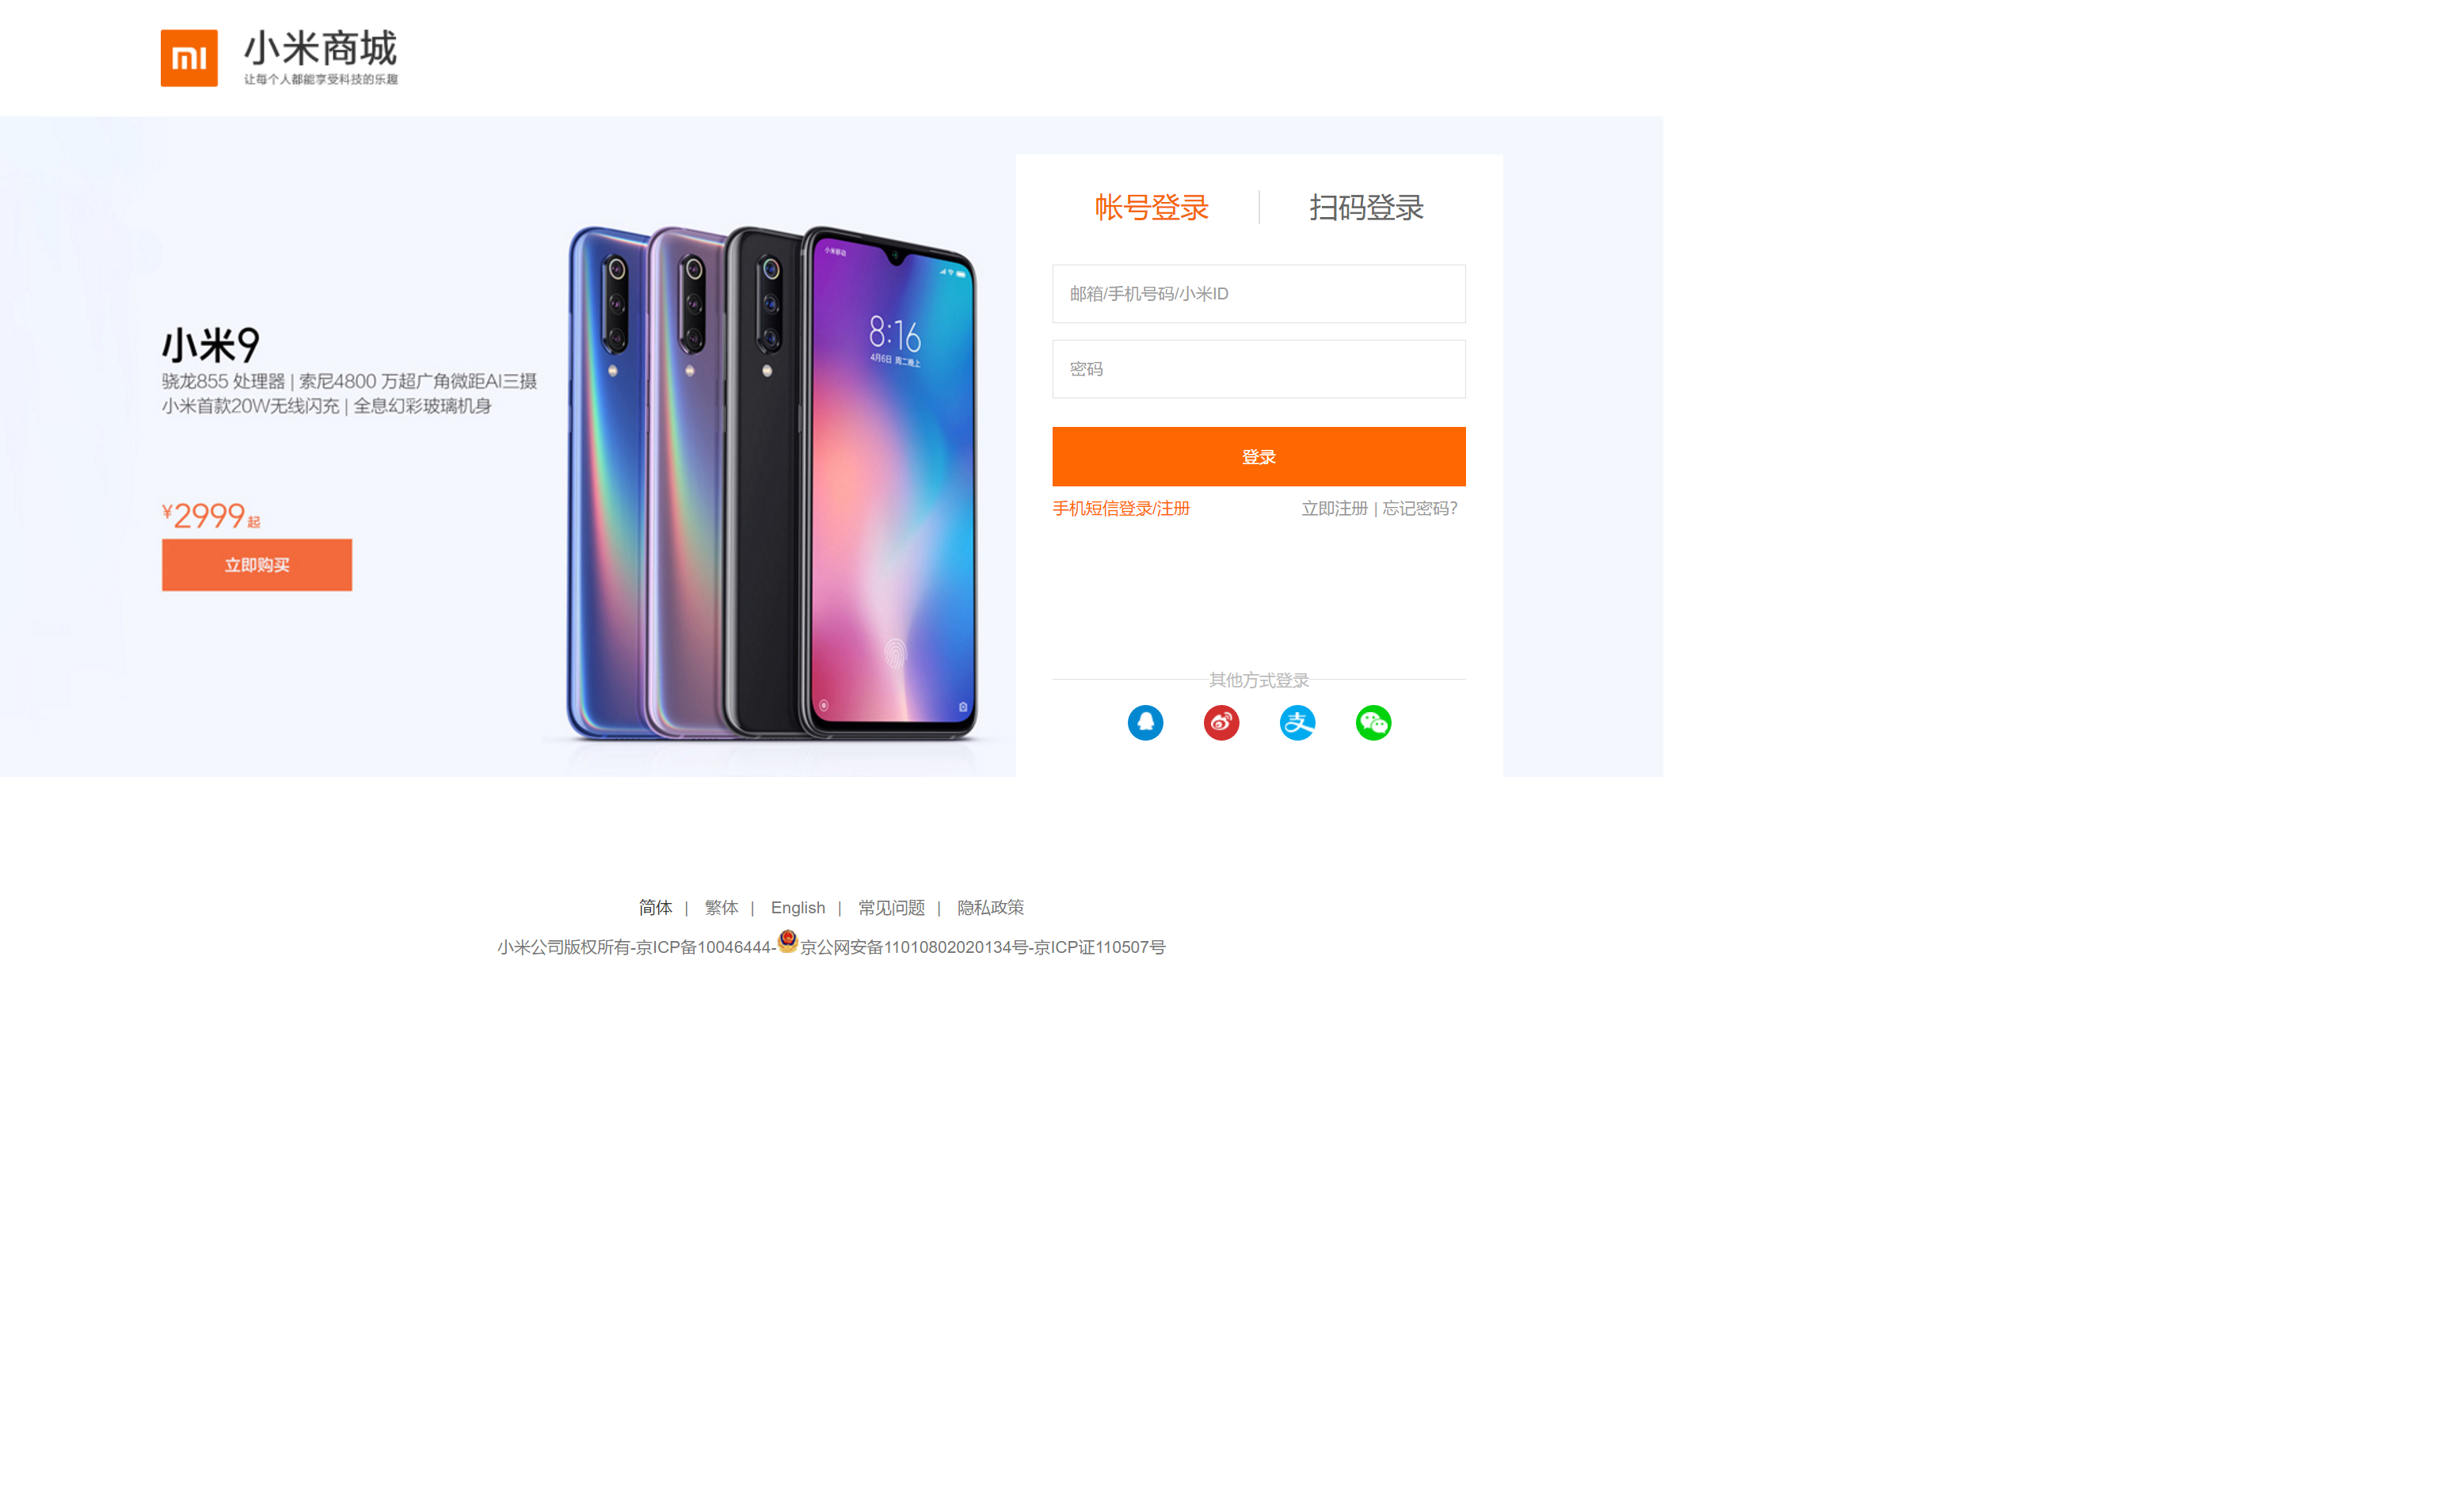 小米商城
让每个人都能享受科技的乐趣
帐号登录
扫码登录
邮箱/手机号码/小米ID
密码
登录
手机短信登录/注册
立即注册 | 忘记密码?
其他方式登录
小米9
骁龙855 处理器 | 索尼4800 万超广角微距AI三摄
小米首款20W无线闪充 | 全息幻彩玻璃机身
¥2999起
立即购买
小米移动
8:16
4月6日 周二晚上
简体 | 繁体 | English | 常见问题 | 隐私政策
小米公司版权所有-京ICP备10046444-京公网安备11010802020134号-京ICP证110507号